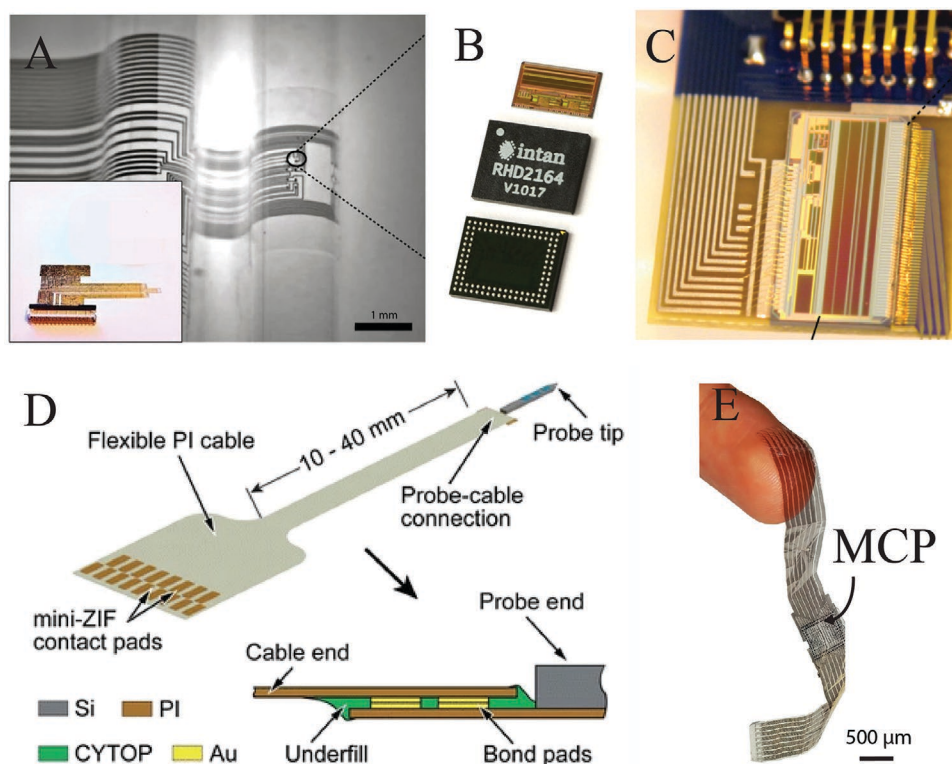 A
1 mm
B
intan
RHD2164
V1017
C
D
Flexible PI cable
10 - 40 mm
Probe tip
Probe-cable
connection
mini-ZIF
contact pads
Cable end
Probe end
Si
PI
CYTOP
Au
Underfill
Bond pads
E
MCP
500 μm